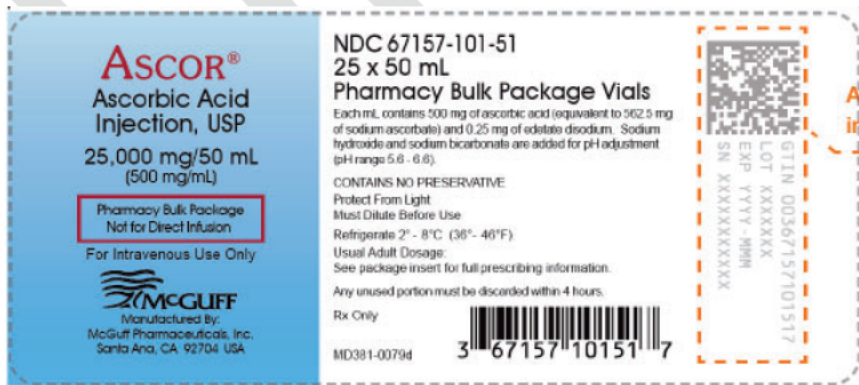 ASCOR®
Ascorbic Acid
Injection, USP
25,000 mg/50 mL
(500 mg/mL)
Pharmacy Bulk Package
Not for Direct Infusion
For Intravenous Use Only
McGUFF
Manufactured By:
McGuff Pharmaceuticals, Inc.
Santa Ana, CA 92704 USA
NDC 67157-101-51
25 x 50 mL
Pharmacy Bulk Package Vials
Each mL contains 500 mg of ascorbic acid (equivalent to 562.5 mg
of sodium ascorbate) and 0.25 mg of edetate disodium. Sodium
hydroxide and sodium bicarbonate are added for pH adjustment
(pH range 5.6 - 6.6).
CONTAINS NO PRESERVATIVE
Protect From Light
Must Dilute Before Use
Refrigerate 2° - 8°C (36°- 46°F)
Usual Adult Dosage:
See package insert for full prescribing information.
Any unused portion must be discarded within 4 hours.
Rx Only
MD381-0079d
3 67157 10151 7
GTIN 00367157101517
LOT XXXXXXX
EXP YYYY-MMM
SN XXXXXXXXXXX